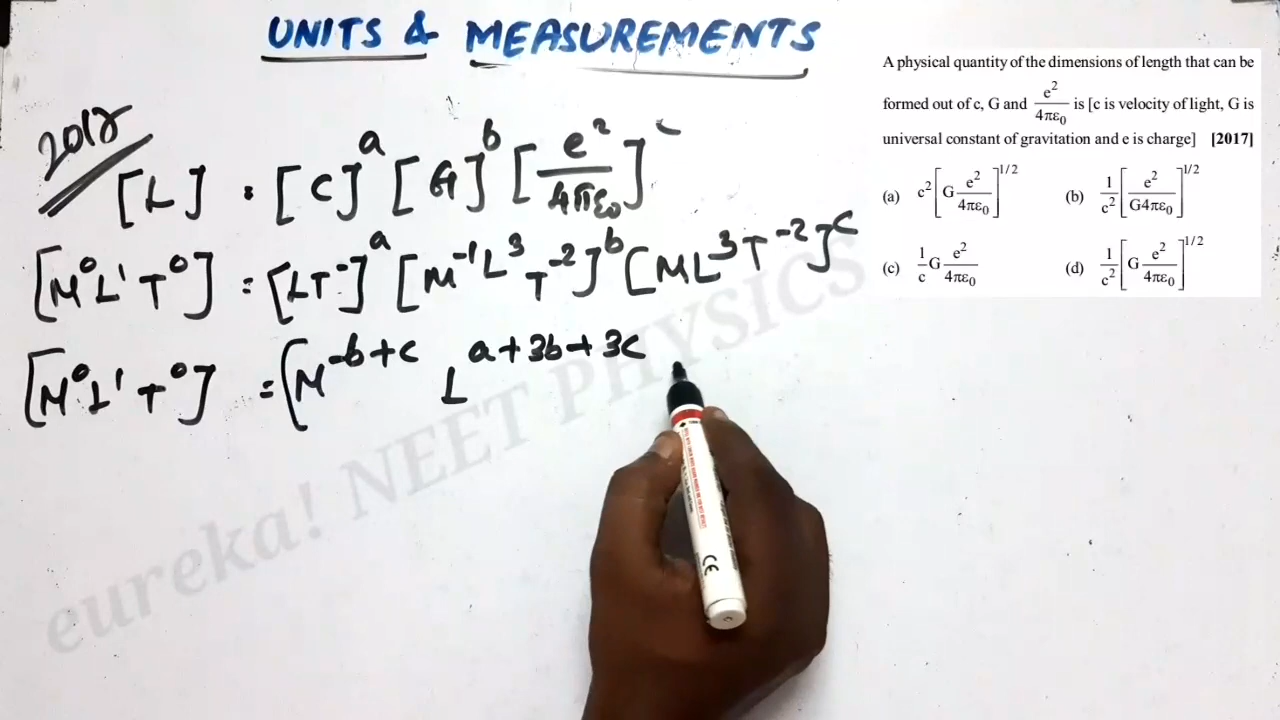 UNITS & MEASUREMENTS
2018
[L] = [C]^a [G]^b [e²/4πε₀]^c
[M⁰L¹T⁰] = [LT⁻]^a [M⁻¹L³T⁻²]^b [ML³T⁻²]^c
[M⁰L¹T⁰] = [M^-b+c L^a+3b+3c
A physical quantity of the dimensions of length that can be
formed out of c, G and e²/4πε₀ is [c is velocity of light, G is
universal constant of gravitation and e is charge] [2017]
(a) c²[G e²/4πε₀]^1/2 (b) 1/c² [e²/G4πε₀]^1/2
(c) 1/c G e²/4πε₀ (d) 1/c² [G e²/4πε₀]^1/2
eureka! NEET PHYSICS
CE